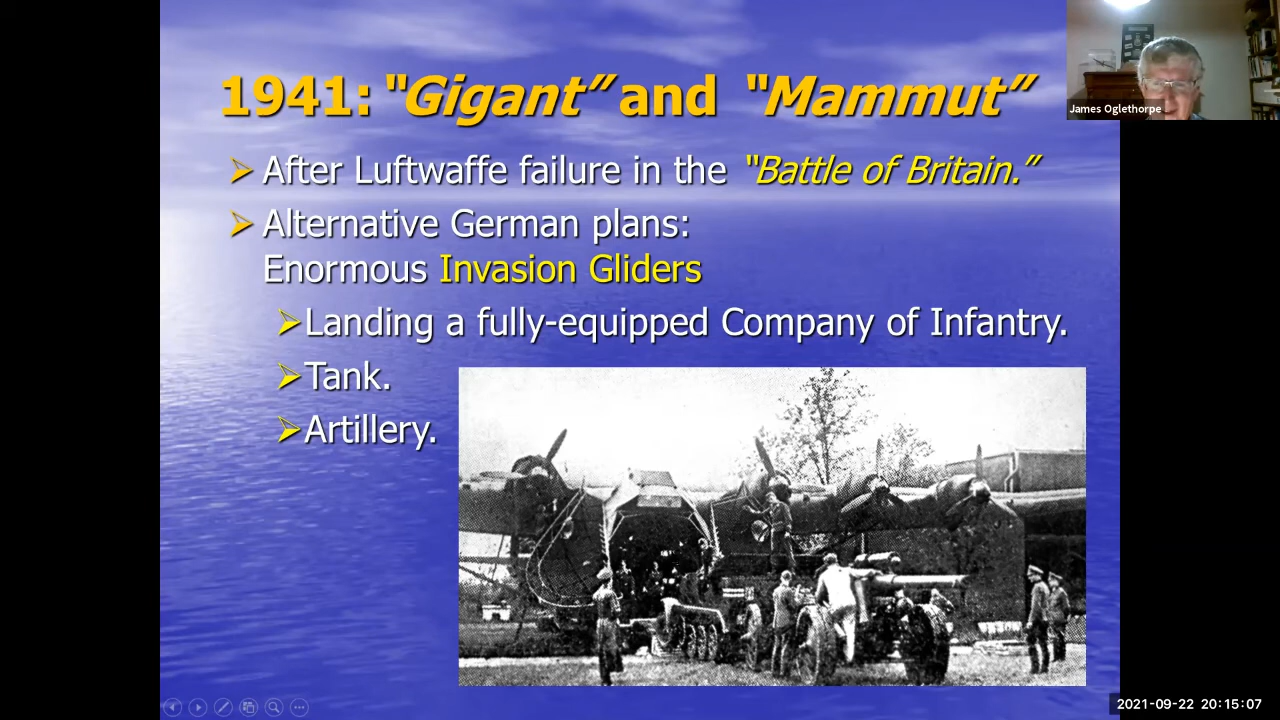 1941: “Gigant” and “Mammut”
James Oglethorpe
After Luftwaffe failure in the “Battle of Britain.”
Alternative German plans:
Enormous Invasion Gliders
Landing a fully-equipped Company of Infantry.
Tank.
Artillery.
2021-09-22 20:15:07